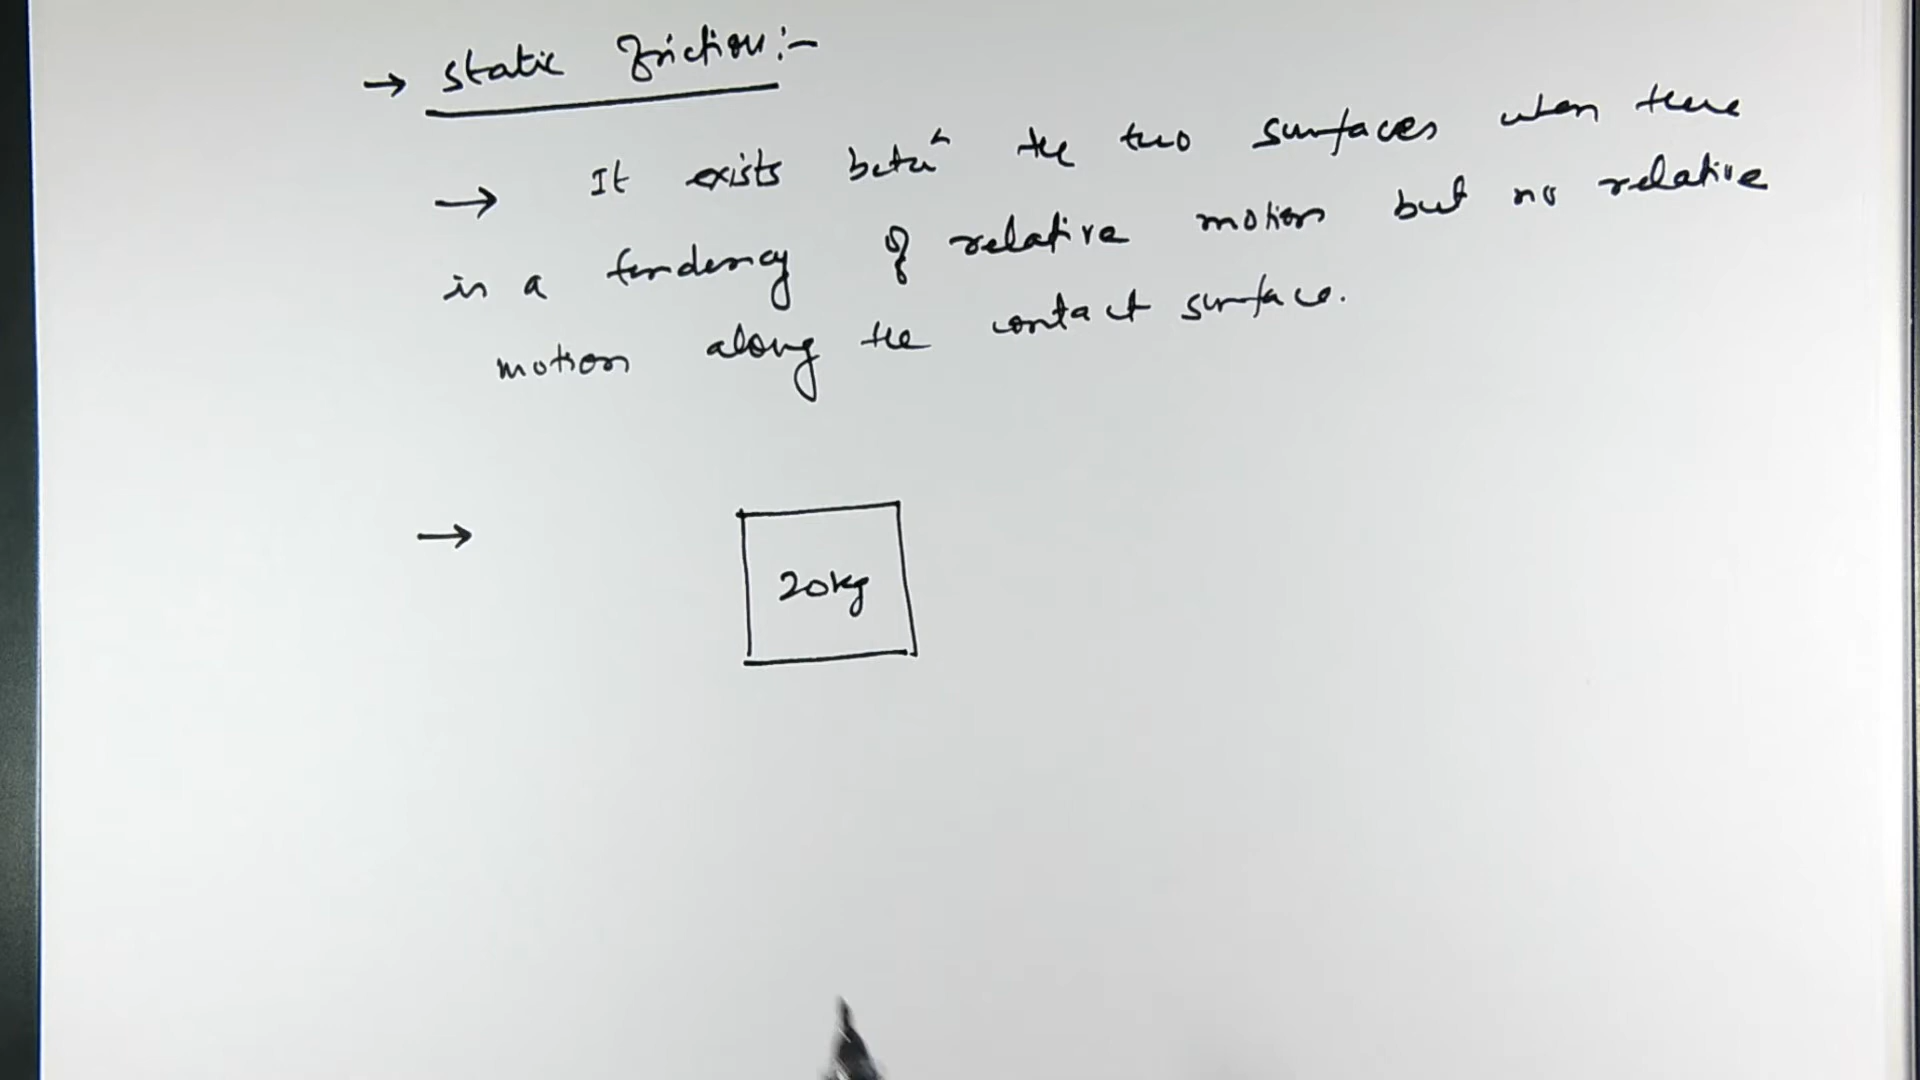 → static friction:-
→ It exists betwn the two surfaces when there
is a tendency of relative motion but no relative
motion along the contact surface.
→
20kg